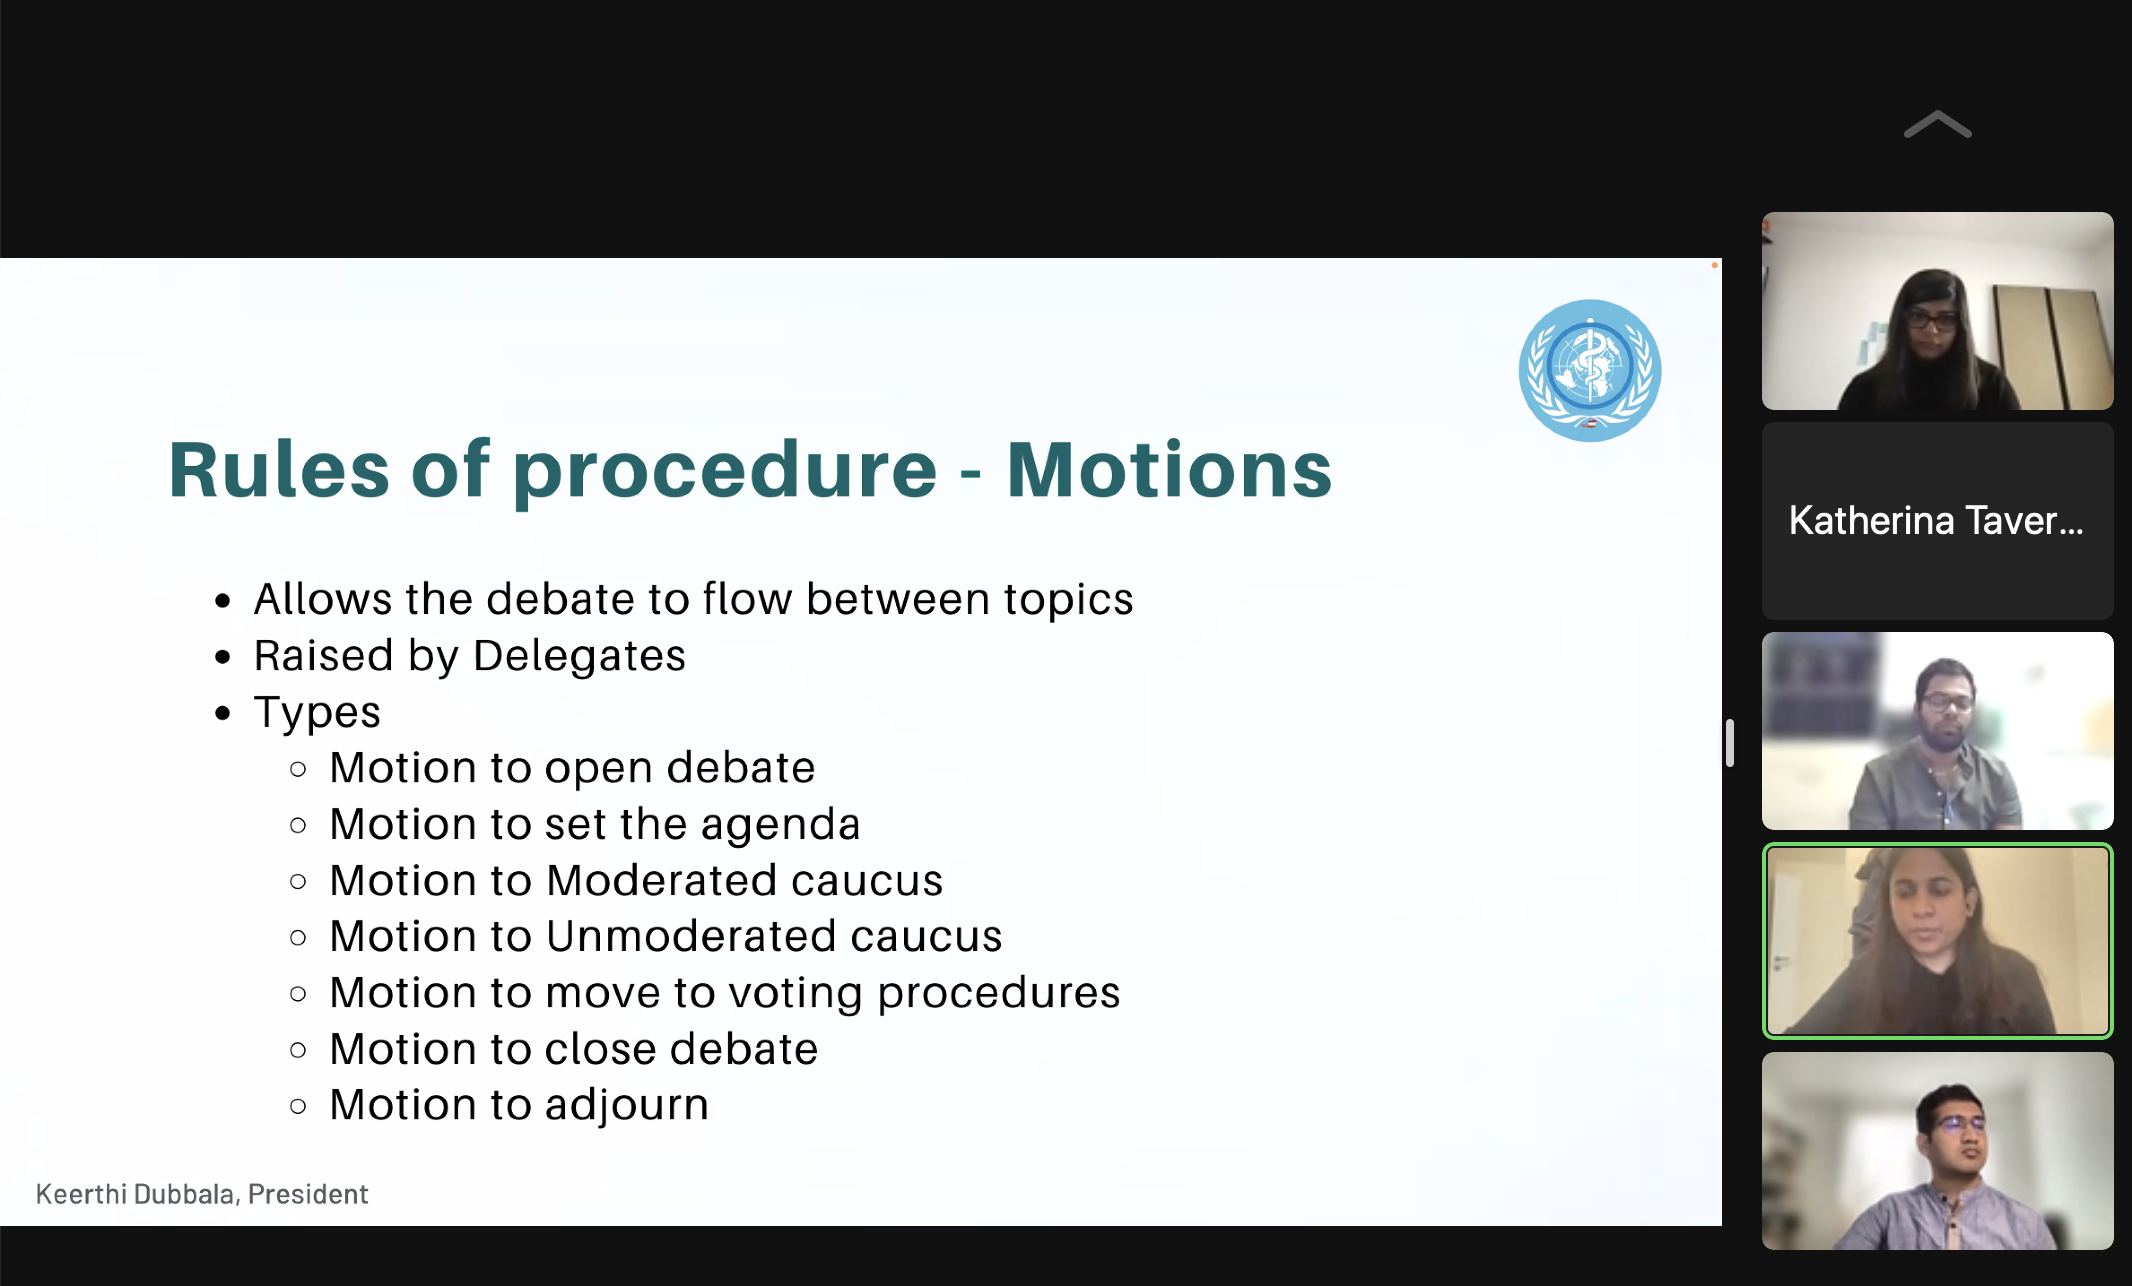 Rules of procedure - Motions
Allows the debate to flow between topics
Raised by Delegates
Types
Motion to open debate
Motion to set the agenda
Motion to Moderated caucus
Motion to Unmoderated caucus
Motion to move to voting procedures
Motion to close debate
Motion to adjourn
Keerthi Dubbala, President
Katherina Taver...